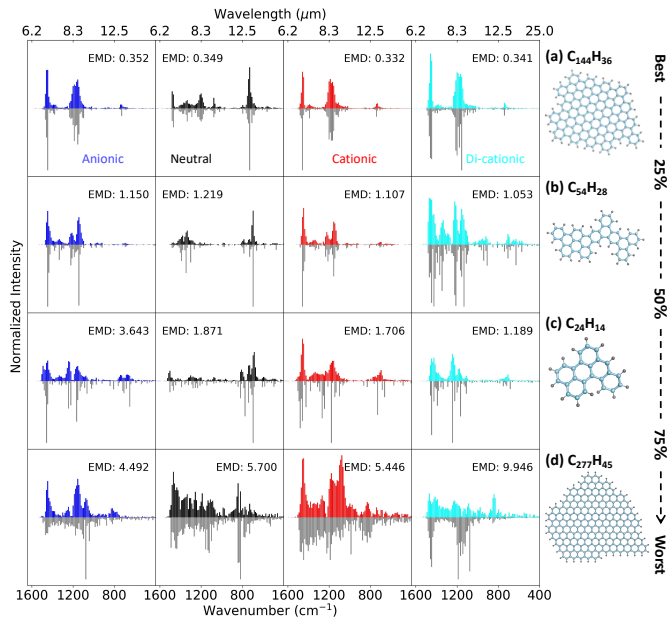 Wavelength (μm)
6.2 8.3 12.5 6.2 8.3 12.5 6.2 8.3 12.5 6.2 8.3 12.5 25.0
EMD: 0.352 EMD: 0.349 EMD: 0.332 EMD: 0.341
(a) C144H36
Best
Anionic Neutral Cationic Di-cationic
25%
EMD: 1.150 EMD: 1.219 EMD: 1.107 EMD: 1.053
(b) C54H28
50%
Normalized Intensity
EMD: 3.643 EMD: 1.871 EMD: 1.706 EMD: 1.189
(c) C24H14
75%
EMD: 4.492 EMD: 5.700 EMD: 5.446 EMD: 9.946
(d) C277H45
Worst
1600 1200 800 1600 1200 800 1600 1200 800 1600 1200 800 400
Wavenumber (cm⁻¹)